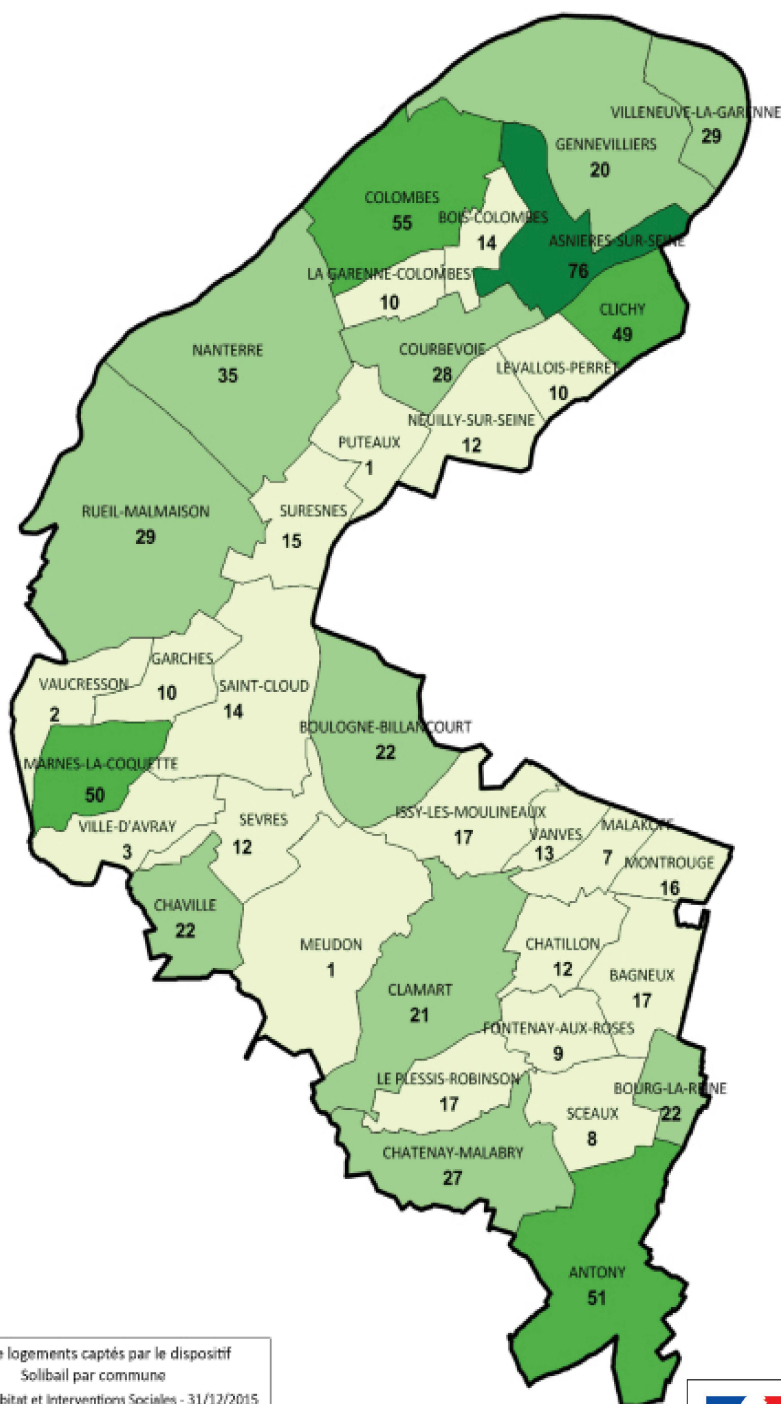 VILLENEUVE-LA-GARENNE
29
GENNEVILLIERS
20
COLOMBES
55
BOIS-COLOMBES
14
ASNIERES-SUR-SEINE
76
LA GARENNE-COLOMBES
10
CLICHY
49
NANTERRE
35
COURBEVOIE
28
LEVALLOIS-PERRET
10
NEUILLY-SUR-SEINE
12
PUTEAUX
1
RUEIL-MALMAISON
29
SURESNES
15
GARCHES
10
VAUCRESSON
2
SAINT-CLOUD
14
BOULOGNE-BILLANCOURT
22
MARNES-LA-COQUETTE
50
VILLE-D'AVRAY
3
SEVRES
12
ISSY-LES-MOULINEAUX
17
VANVES
13
MALAKOFF
7
MONTROUGE
16
CHAVILLE
22
MEUDON
1
CHATILLON
12
BAGNEUX
17
CLAMART
21
FONTENAY-AUX-ROSES
9
LE PLESSIS-ROBINSON
17
BOURG-LA-REINE
22
SCEAUX
8
CHATENAY-MALABRY
27
ANTONY
51
e logements captés par le dispositif
Solibail par commune
bitat et Interventions Sociales - 31/12/2015